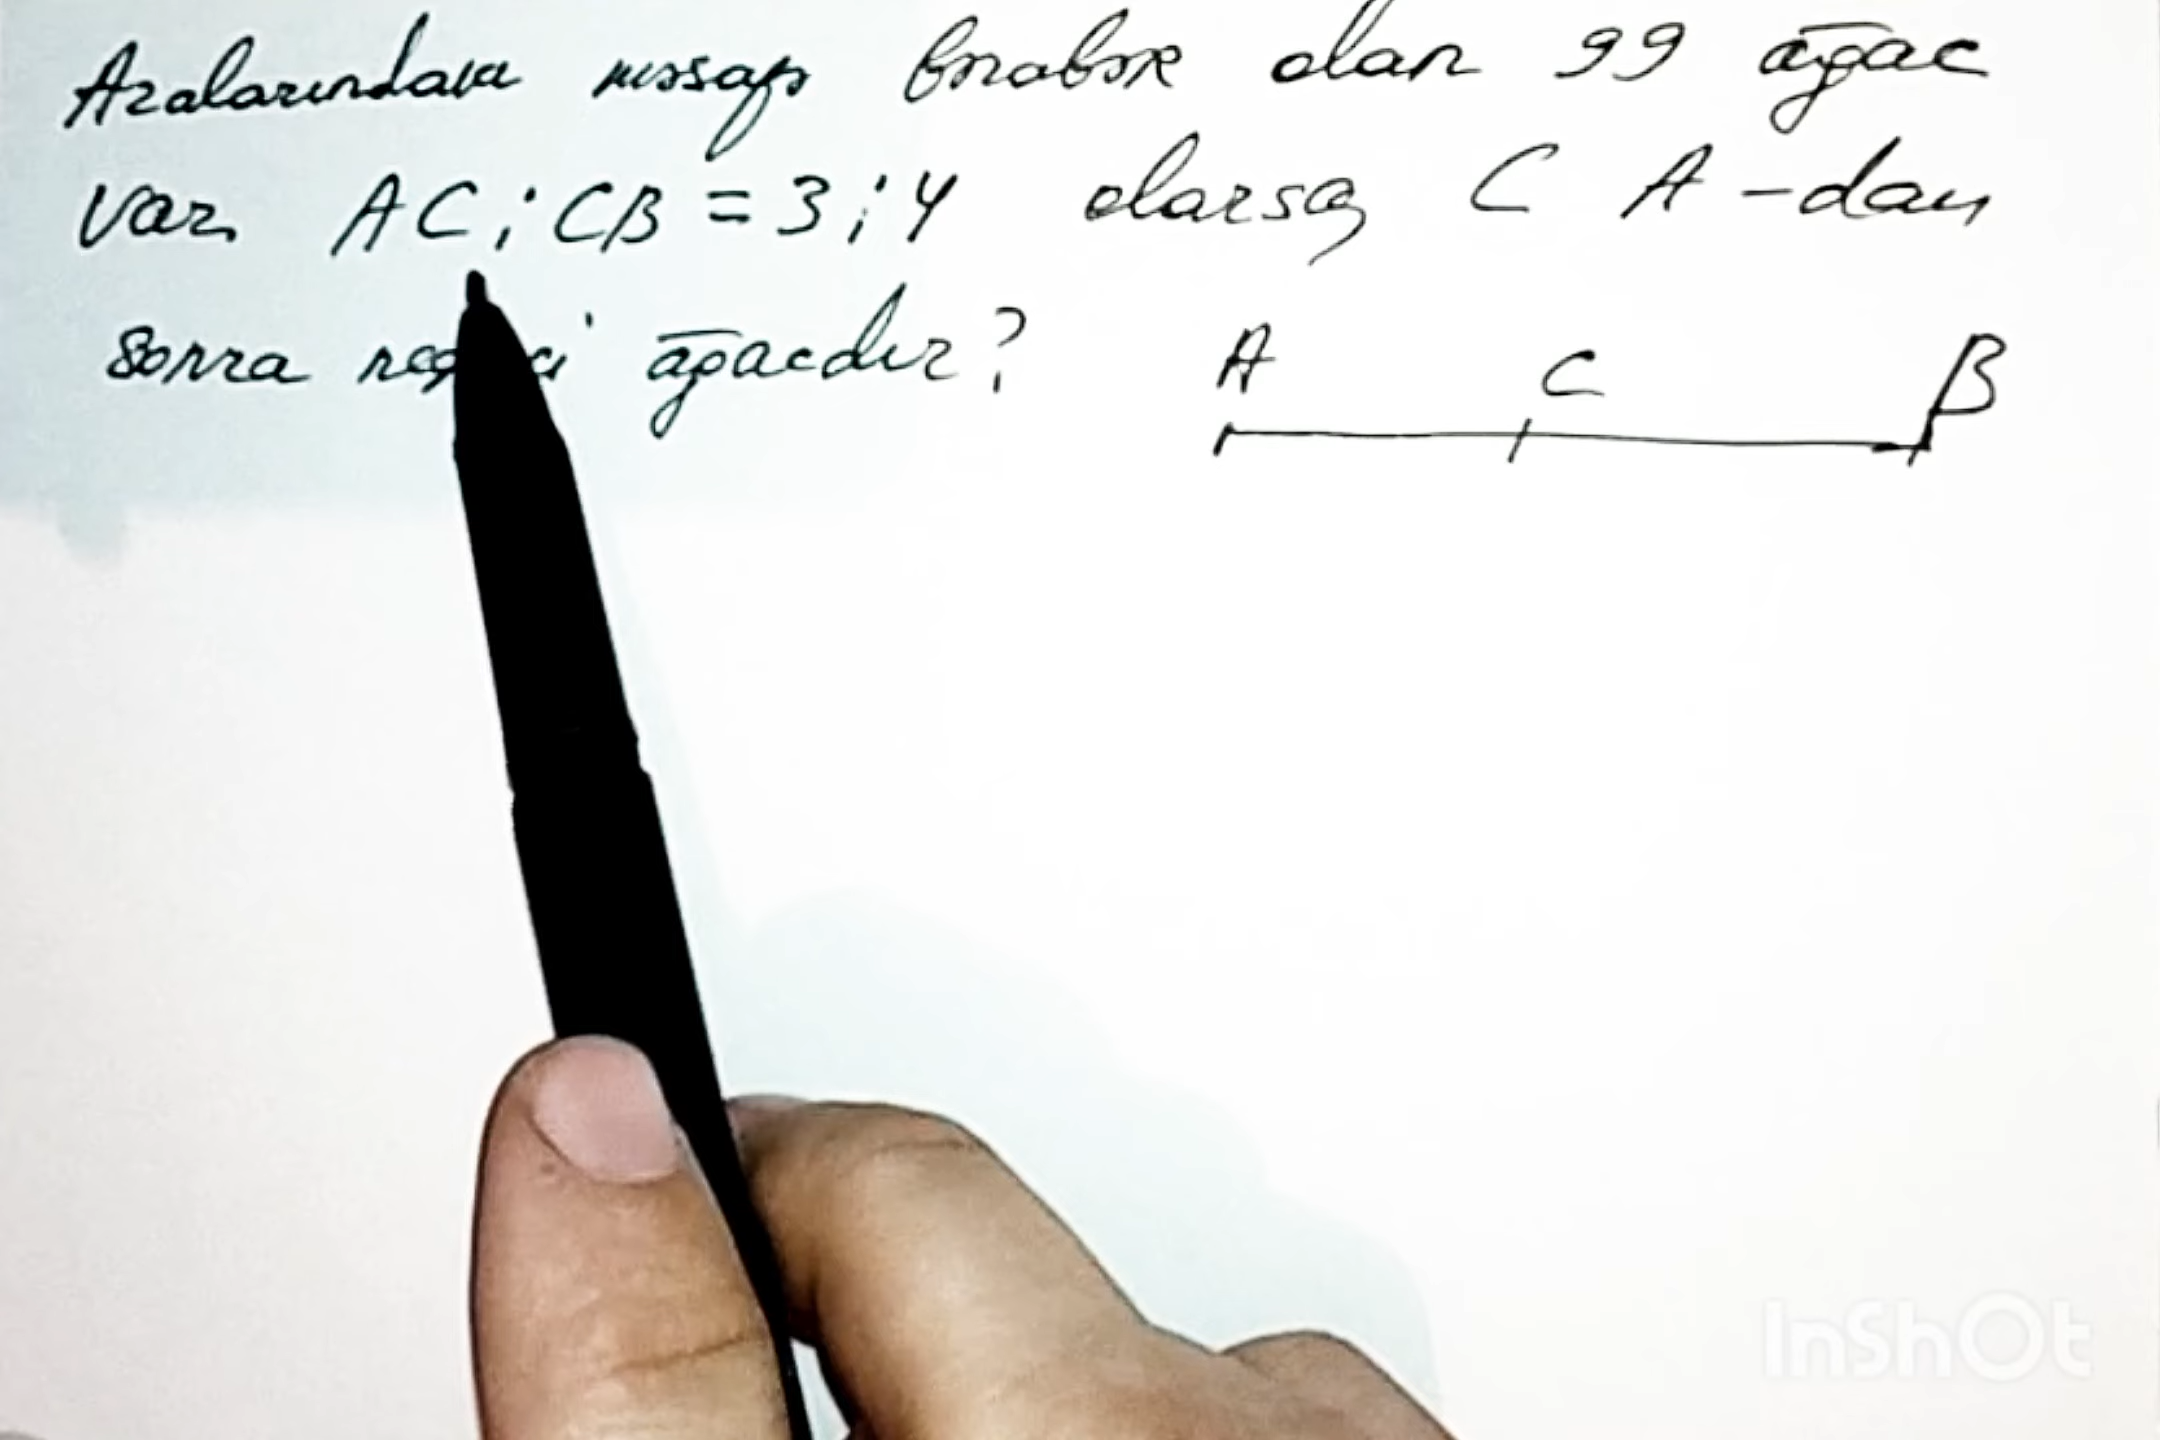 Aralarındakı məsafə bərabər olan 99 ağac
var AC:CB=3:4 olarsa, C A-dan
sonra ağacdır?
A C B
InShOt